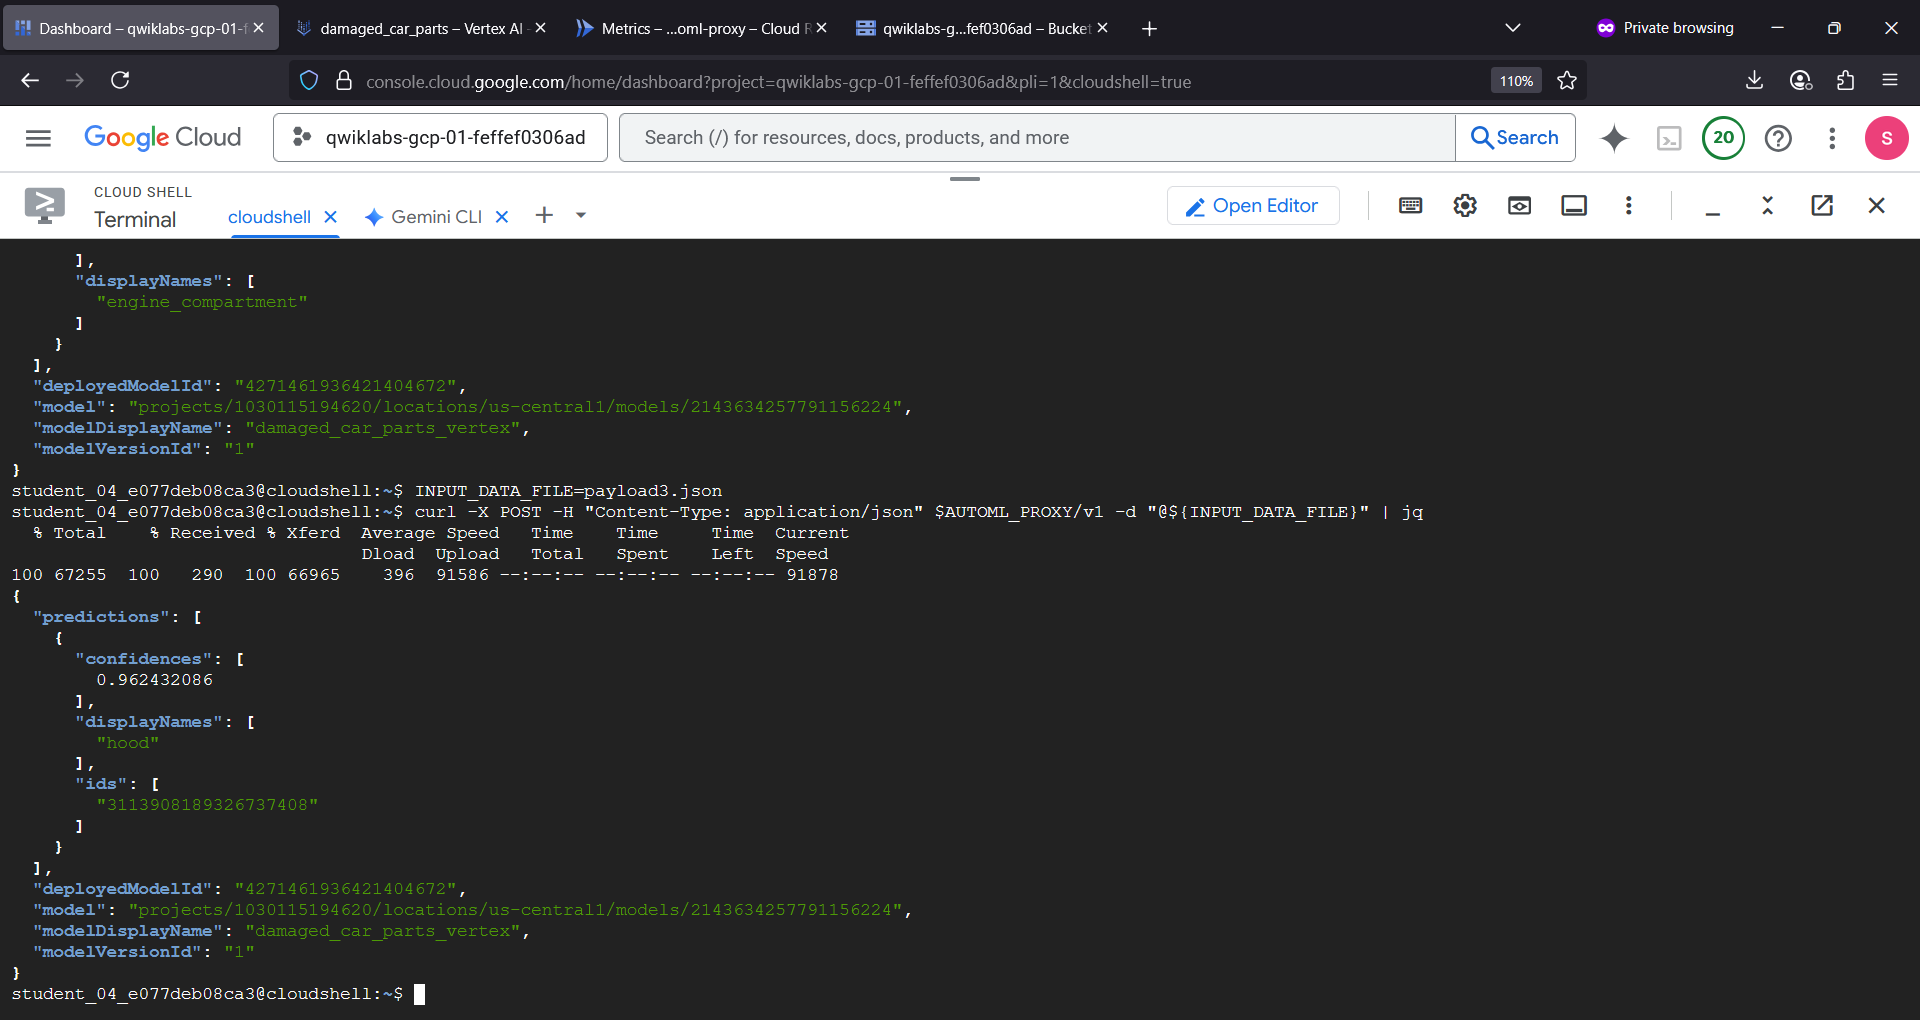 Dashboard – qwiklabs-gcp-01-f
damaged_car_parts – Vertex AI -
Metrics – ...oml-proxy – Cloud R
qwiklabs-g...fef0306ad – Bucket
Private browsing
console.cloud.google.com/home/dashboard?project=qwiklabs-gcp-01-feffef0306ad&pli=1&cloudshell=true
110%
Google Cloud
qwiklabs-gcp-01-feffef0306ad
Search (/) for resources, docs, products, and more
Search
20
S
CLOUD SHELL
Terminal
cloudshell
Gemini CLI
Open Editor
],
"displayNames": [
"engine_compartment"
]
}
],
"deployedModelId": "4271461936421404672",
"model": "projects/1030115194620/locations/us-central1/models/2143634257791156224",
"modelDisplayName": "damaged_car_parts_vertex",
"modelVersionId": "1"
}
student_04_e077deb08ca3@cloudshell:~$ INPUT_DATA_FILE=payload3.json
student_04_e077deb08ca3@cloudshell:~$ curl -X POST -H "Content-Type: application/json" $AUTOML_PROXY/v1 -d "@${INPUT_DATA_FILE}" | jq
% Total % Received % Xferd Average Speed Time Time Time Current
Dload Upload Total Spent Left Speed
100 67255 100 290 100 66965 396 91586 --:--:-- --:--:-- --:--:-- 91878
{
"predictions": [
{
"confidences": [
0.962432086
],
"displayNames": [
"hood"
],
"ids": [
"3113908189326737408"
]
}
],
"deployedModelId": "4271461936421404672",
"model": "projects/1030115194620/locations/us-central1/models/2143634257791156224",
"modelDisplayName": "damaged_car_parts_vertex",
"modelVersionId": "1"
}
student_04_e077deb08ca3@cloudshell:~$